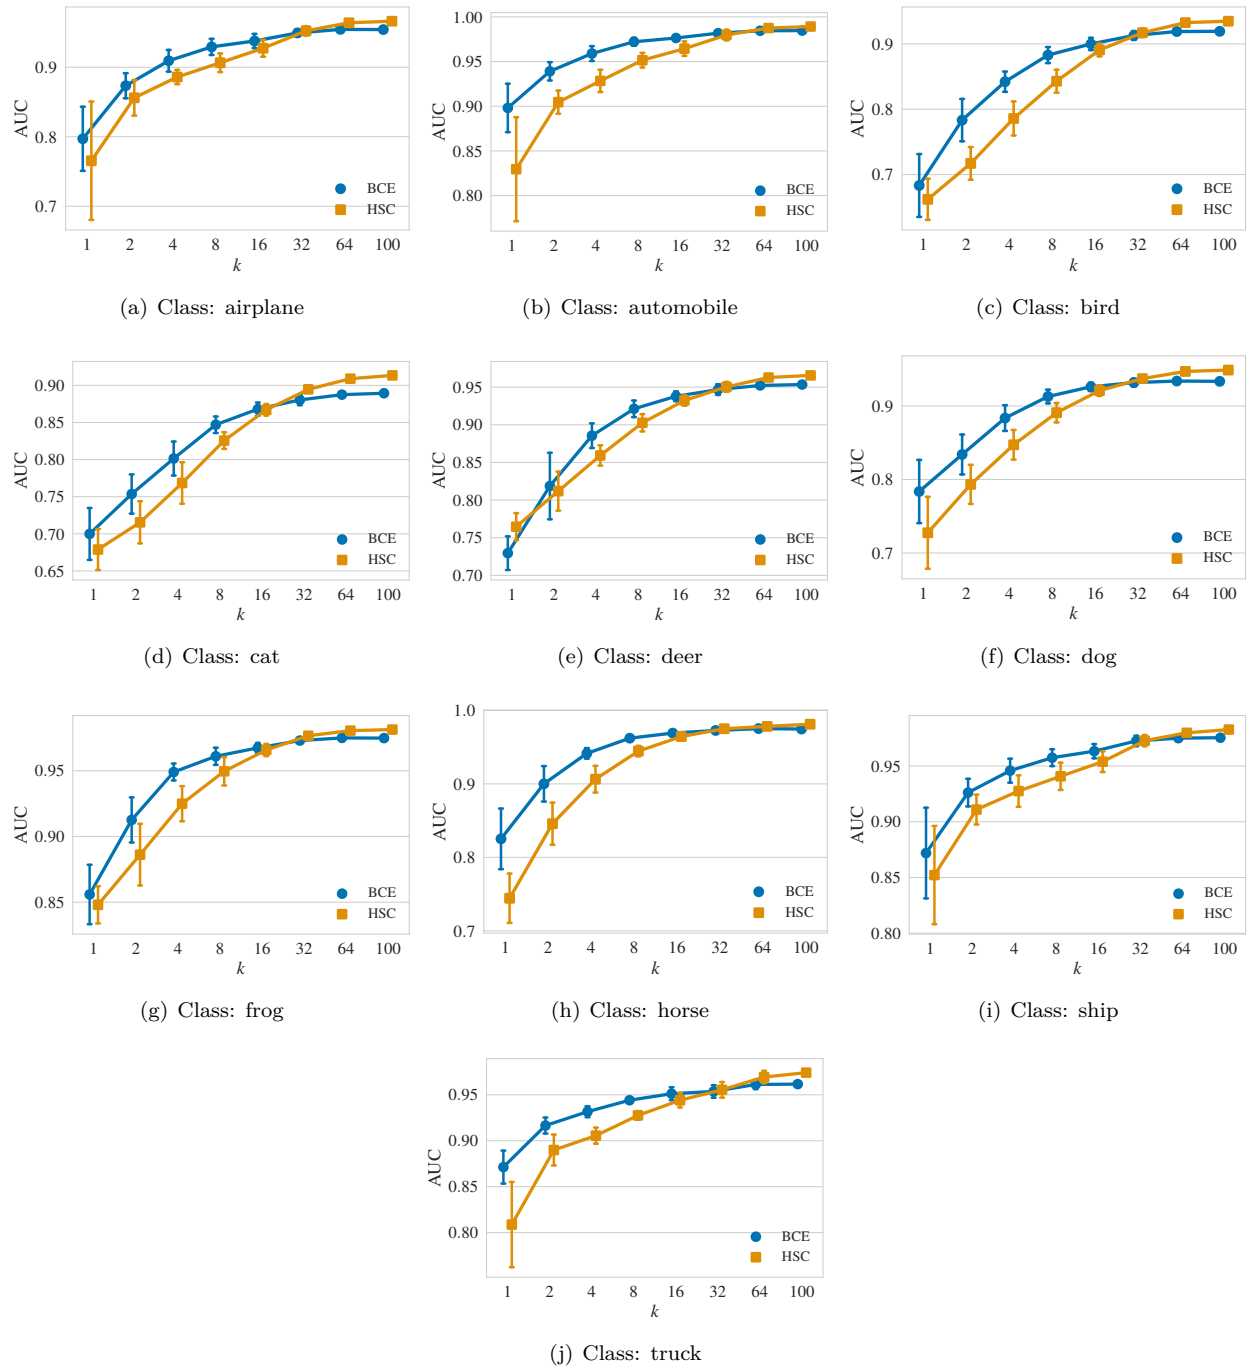 AUC
0.9
0.8
0.7
BCE
HSC
1 2 4 8 16 32 64 100
k
(a) Class: airplane
AUC
1.00
0.95
0.90
0.85
0.80
BCE
HSC
1 2 4 8 16 32 64 100
k
(b) Class: automobile
AUC
0.9
0.8
0.7
BCE
HSC
1 2 4 8 16 32 64 100
k
(c) Class: bird
AUC
0.90
0.85
0.80
0.75
0.70
0.65
BCE
HSC
1 2 4 8 16 32 64 100
k
(d) Class: cat
AUC
0.95
0.90
0.85
0.80
0.75
0.70
BCE
HSC
1 2 4 8 16 32 64 100
k
(e) Class: deer
AUC
0.9
0.8
0.7
BCE
HSC
1 2 4 8 16 32 64 100
k
(f) Class: dog
AUC
0.95
0.90
0.85
BCE
HSC
1 2 4 8 16 32 64 100
k
(g) Class: frog
AUC
1.0
0.9
0.8
0.7
BCE
HSC
1 2 4 8 16 32 64 100
k
(h) Class: horse
AUC
0.95
0.90
0.85
0.80
BCE
HSC
1 2 4 8 16 32 64 100
k
(i) Class: ship
AUC
0.95
0.90
0.85
0.80
BCE
HSC
1 2 4 8 16 32 64 100
k
(j) Class: truck